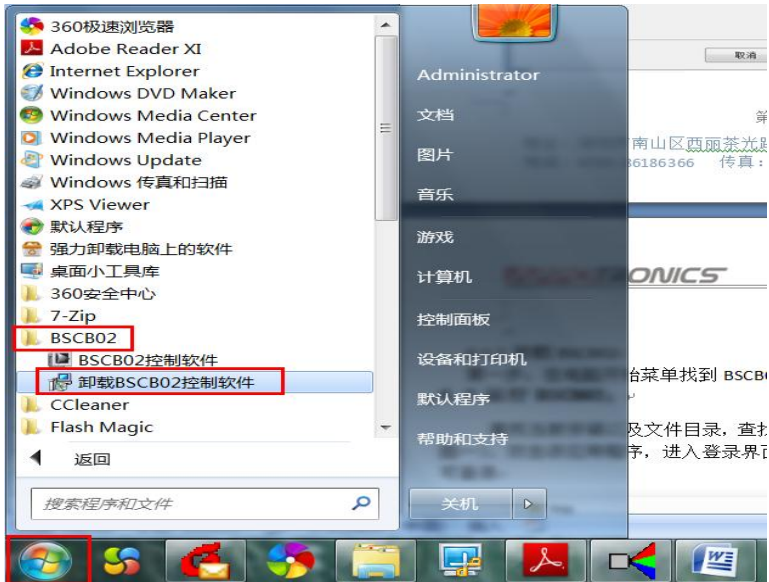 360极速浏览器
Adobe Reader XI
Internet Explorer
Windows DVD Maker
Windows Media Center
Windows Media Player
Windows Update
Windows 传真和扫描
XPS Viewer
默认程序
强力卸载电脑上的软件
桌面小工具库
360安全中心
7-Zip
BSCB02
BSCB02控制软件
卸载BSCB02控制软件
CCleaner
Flash Magic
返回
搜索程序和文件
Administrator
文档
图片
音乐
游戏
计算机
控制面板
设备和打印机
默认程序
帮助和支持
关机
取消
第
南山区西丽茶光路
86186366 传真：
ONICS
始菜单找到 BSCB0
及文件目录，查找
序，进入登录界面